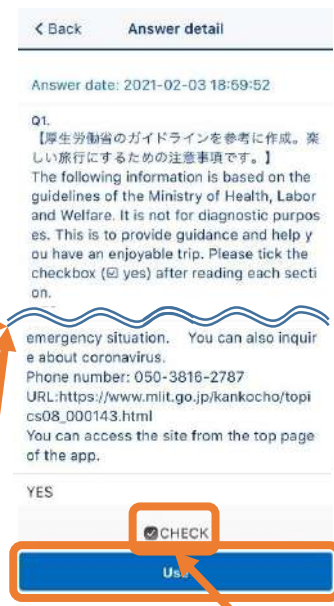 < Back Answer detail
Answer date: 2021-02-03 18:59:52
Q1.
【厚生労働省のガイドラインを参考に作成。楽
しい旅行にするための注意事項です。】
The following information is based on the
guidelines of the Ministry of Health, Labor
and Welfare. It is not for diagnostic purpos
es. This is to provide guidance and help y
ou have an enjoyable trip. Please tick the
checkbox (☑ yes) after reading each secti
on.
emergency situation. You can also inquir
e about coronavirus.
Phone number: 050-3816-2787
URL:https://www.mlit.go.jp/kankocho/topi
cs08_000143.html
You can access the site from the top page
of the app.
YES
☑CHECK